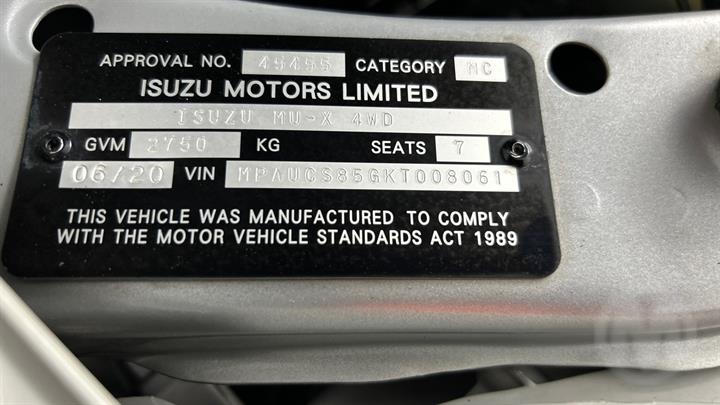 APPROVAL NO. 45455 CATEGORY MC
ISUZU MOTORS LIMITED
ISUZU MU-X 4WD
GVM 2750 KG SEATS 7
06/20 VIN MPAUCS85GKT008061
THIS VEHICLE WAS MANUFACTURED TO COMPLY
WITH THE MOTOR VEHICLE STANDARDS ACT 1989